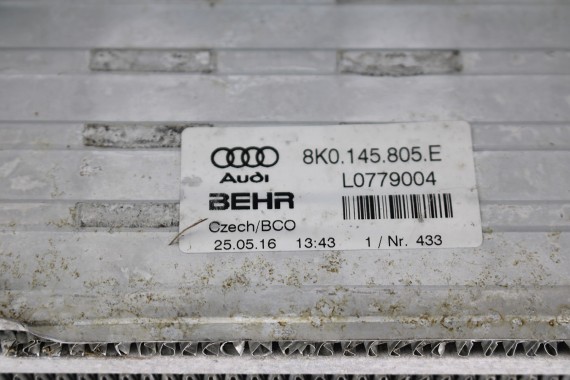 8K0.145.805.E
Audi L0779004
BEHR
Czech/BCO
25.05.16 13:43 1 / Nr. 433